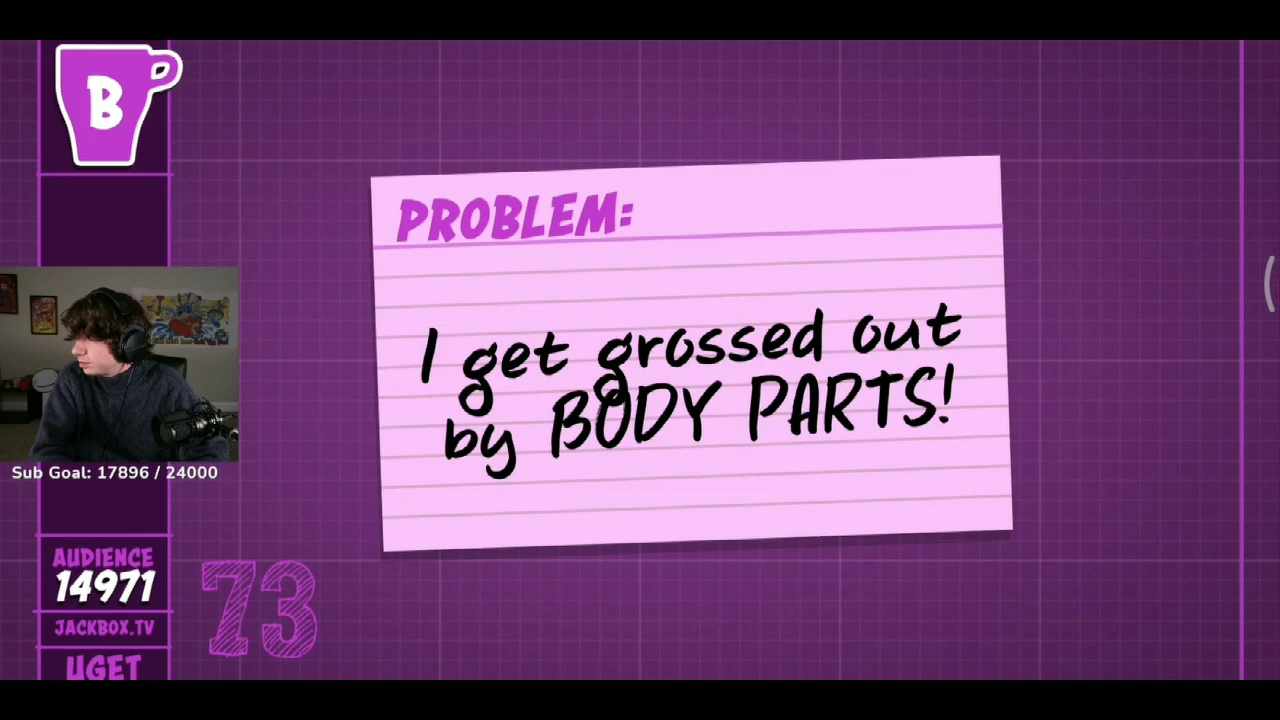 B
PROBLEM:
I get grossed out
by BODY PARTS!
Sub Goal: 17896 / 24000
AUDIENCE
14971
JACKBOX.TV
UGET
73